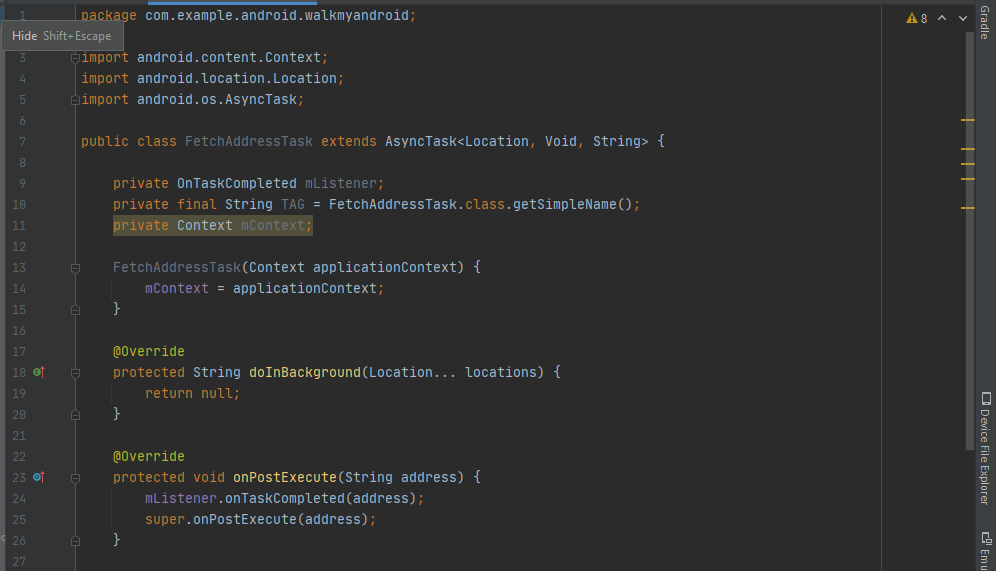 1 package com.example.android.walkmyandroid;
8
Hide Shift+Escape
3 import android.content.Context;
4 import android.location.Location;
5 import android.os.AsyncTask;
6
7 public class FetchAddressTask extends AsyncTask<Location, Void, String> {
8
9 private OnTaskCompleted mListener;
10 private final String TAG = FetchAddressTask.class.getSimpleName();
11 private Context mContext;
12
13 FetchAddressTask(Context applicationContext) {
14 mContext = applicationContext;
15 }
16
17 @Override
18 protected String doInBackground(Location... locations) {
19 return null;
20 }
21
22 @Override
23 protected void onPostExecute(String address) {
24 mListener.onTaskCompleted(address);
25 super.onPostExecute(address);
26 }
27
Gradle
Device File Explorer
Emu